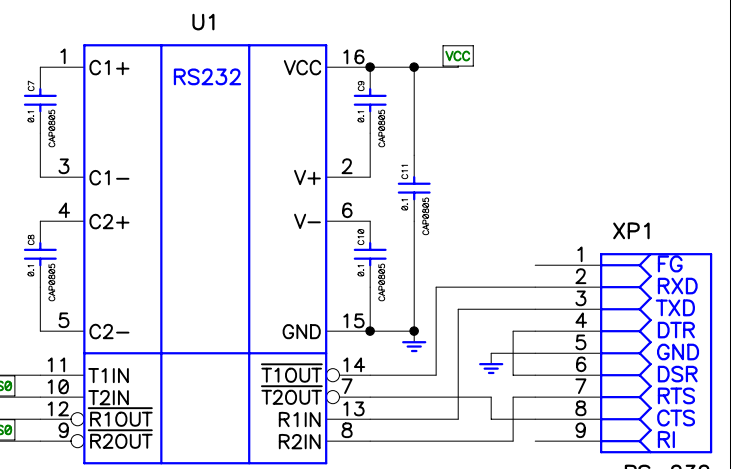 U1
RS232
1 C1+
3 C1-
4 C2+
5 C2-
11 T1IN
10 T2IN
12 R1OUT
9 R2OUT
VCC 16
V+ 2
V- 6
GND 15
T1OUT 14
T2OUT 7
R1IN 13
R2IN 8
C7
0.1
CAP0805
C8
0.1
CAP0805
C9
0.1
CAP0805
C10
0.1
CAP0805
C11
0.1
CAP0805
VCC
XP1
1 FG
2 RXD
3 TXD
4 DTR
5 GND
6 DSR
7 RTS
8 CTS
9 RI